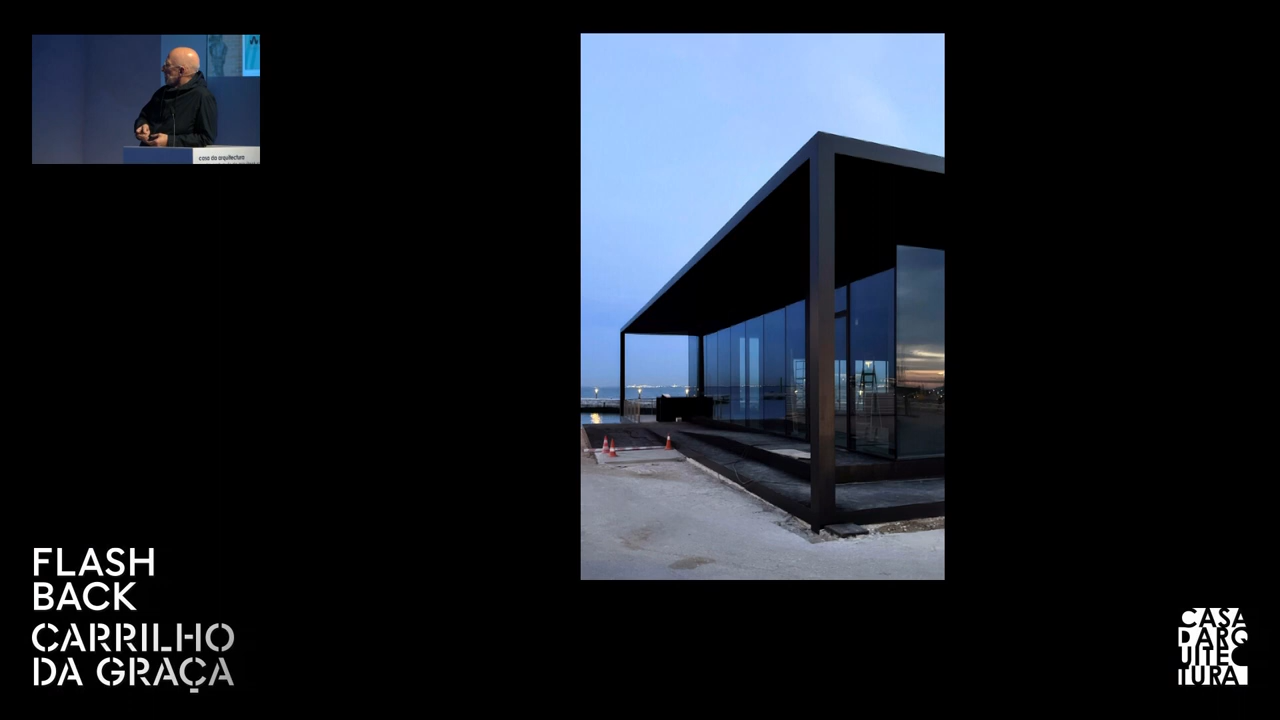 casa da arquitectura
FLASH
BACK
CARRILHO
DA GRAÇA
CASA
DARQ
UITEC
TURA